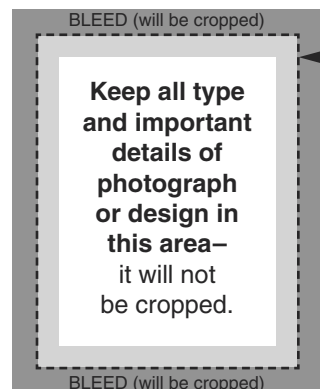 BLEED (will be cropped)
Keep all type
and important
details of
photograph
or design in
this area–
it will not
be cropped.
BLEED (will be cropped)